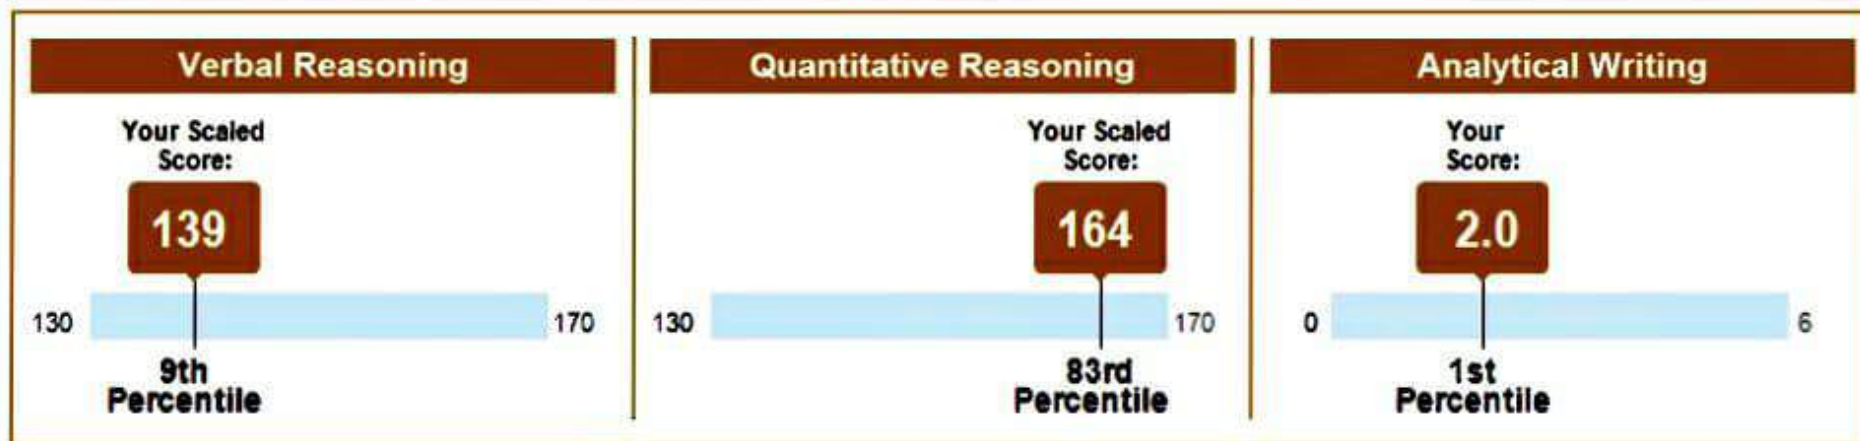 Verbal Reasoning
Your Scaled
Score:
139
130
170
9th
Percentile
Quantitative Reasoning
Your Scaled
Score:
164
130
170
83rd
Percentile
Analytical Writing
Your
Score:
2.0
0
6
1st
Percentile